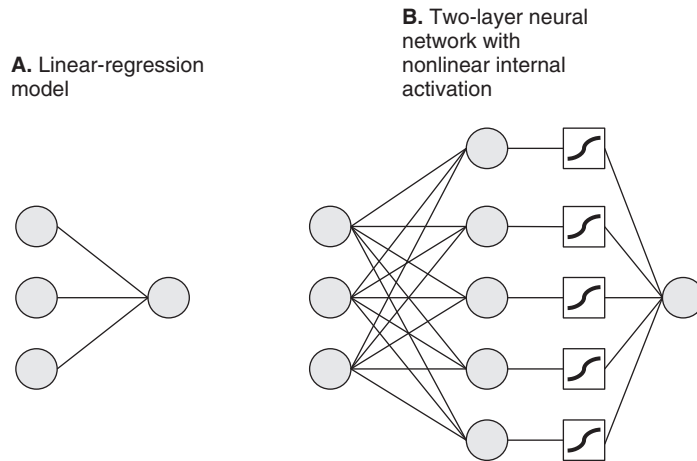 A. Linear-regression
model
B. Two-layer neural
network with
nonlinear internal
activation